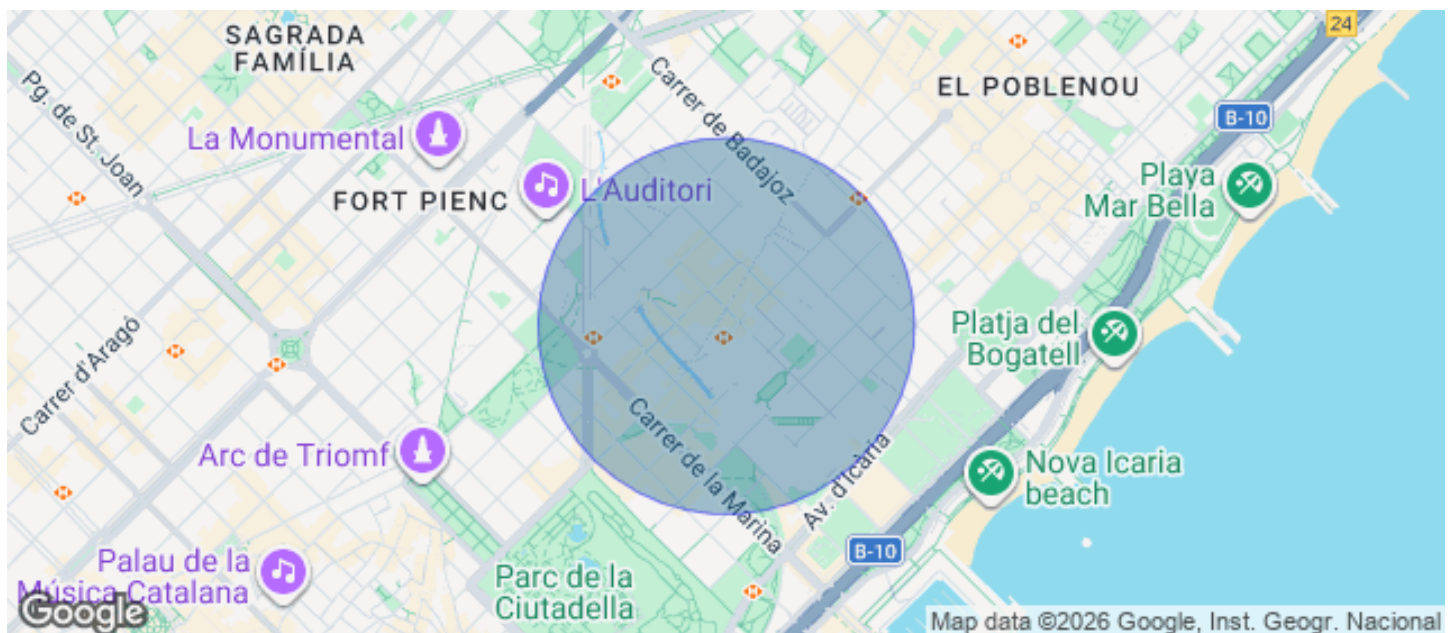 24
SAGRADA
FAMÍLIA
Pg. de St. Joan
Carrer de Badajoz
EL POBLENOU
B-10
La Monumental
Playa
Mar Bella
FORT PIENC
L'Auditori
Platja del
Bogatell
Carrer d'Aragó
Arc de Triomf
Carrer de la Marina
Av. d'Icària
Nova Icaria
beach
B-10
Palau de la
Música Catalana
Parc de la
Ciutadella
Google
Map data ©2026 Google, Inst. Geogr. Nacional